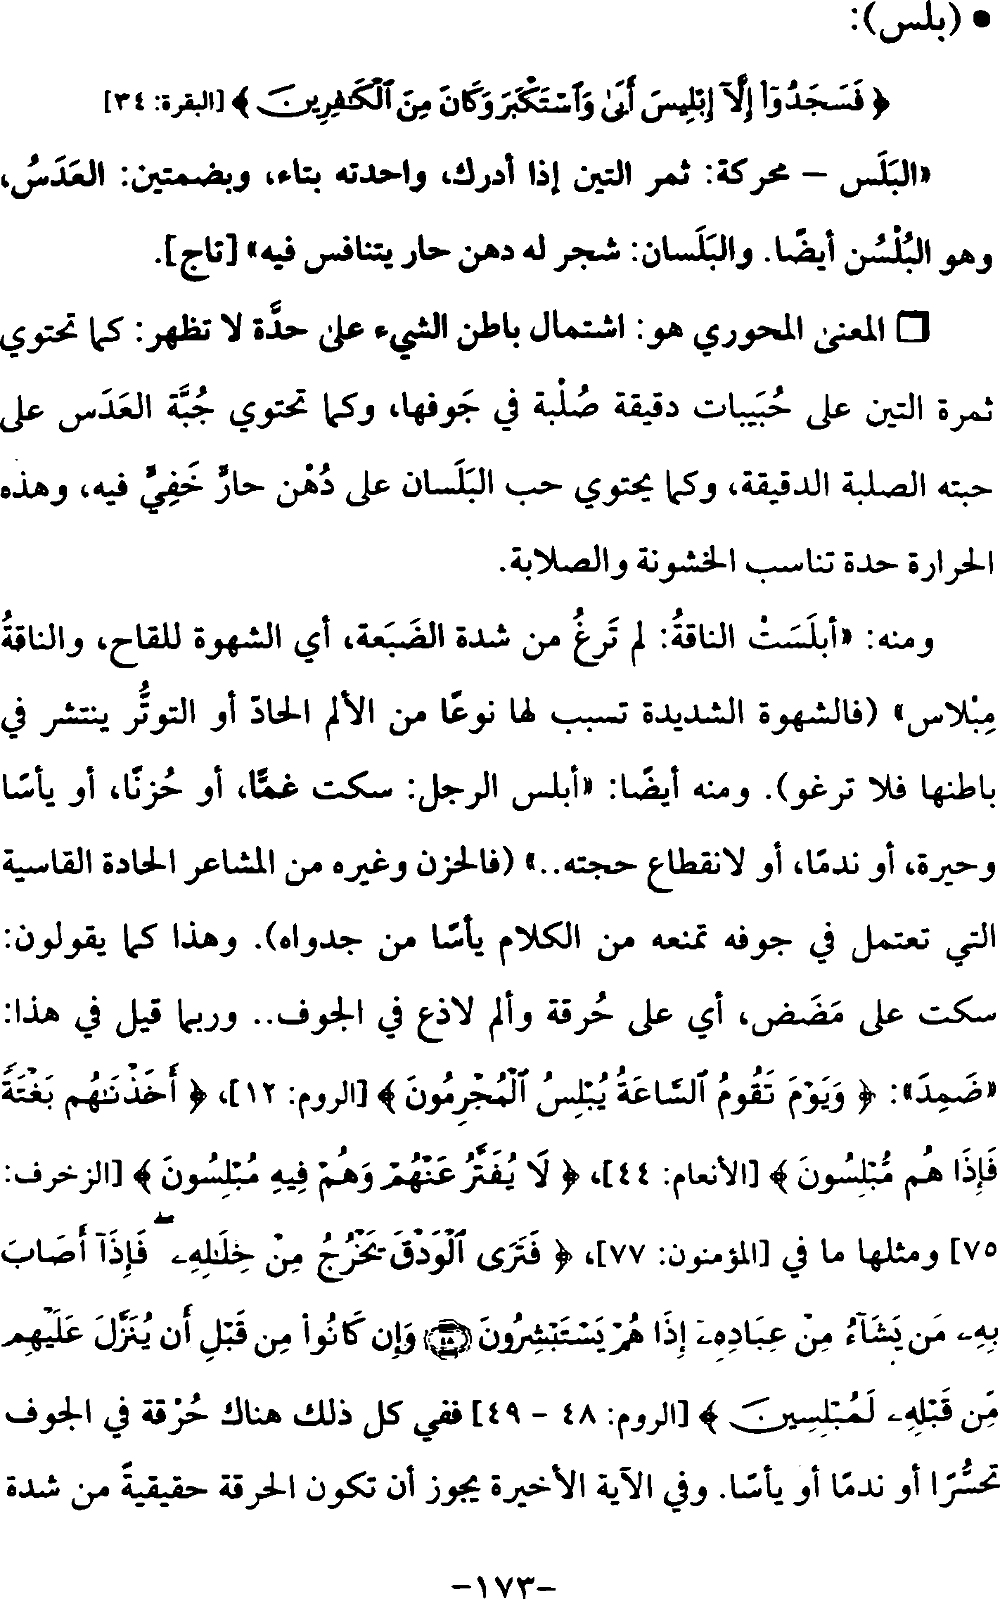 • (بلس):
﴿ فَسَجَدُوٓا۟ إِلَّآ إِبْلِيسَ أَبَىٰ وَٱسْتَكْبَرَ وَكَانَ مِنَ ٱلْكَـٰفِرِينَ ﴾ [البقرة: ٣٤]
«البَلَس – محركة: ثمر التين إذا أدرك، واحدته بتاء، وبضمتين: العَدَسُ،
وهو البُلْسُن أيضًا. والبَلَسان: شجر له دهن حار يتنافس فيه» [تاج].
❒ المعنى المحوري هو: اشتمال باطن الشيء على حدَّة لا تظهر: كما تحتوي
ثمرة التين على حُبَيبات دقيقة صُلْبة في جَوفها، وكما تحتوي جُبَّة العَدَس على
حبته الصلبة الدقيقة، وكما يحتوي حب البَلَسان على دُهْن حارٍّ خَفِيٍّ فيه، وهذه
الحرارة حدة تناسب الخشونة والصلابة.
ومنه: «أبلَسَتْ الناقةُ: لم تَرغُ من شدة الضَبَعة، أي الشهوة للقاح، والناقةُ
مِبْلاس» (فالشهوة الشديدة تسبب لها نوعًا من الألم الحادّ أو التوتُّر ينتشر في
باطنها فلا ترغو). ومنه أيضًا: «أبلس الرجل: سكت غمًّا، أو حُزنًا، أو يأسًا
وحيرة، أو ندمًا، أو لانقطاع حجته..» (فالحزن وغيره من المشاعر الحادة القاسية
التي تعتمل في جوفه تمنعه من الكلام يأسًا من جدواه). وهذا كما يقولون:
سكت على مَضَض، أي على حُرقة وألم لاذع في الجوف.. وربما قيل في هذا:
«ضَمِدَ»: ﴿ وَيَوْمَ تَقُومُ ٱلسَّاعَةُ يُبْلِسُ ٱلْمُجْرِمُونَ ﴾ [الروم: ١٢]، ﴿ أَخَذْنَـٰهُم بَغْتَةً
فَإِذَا هُم مُّبْلِسُونَ ﴾ [الأنعام: ٤٤]، ﴿ لَا يُفَتَّرُ عَنْهُمْ وَهُمْ فِيهِ مُبْلِسُونَ ﴾ [الزخرف:
٧٥] ومثلها ما في [المؤمنون: ٧٧]، ﴿ فَتَرَى ٱلْوَدْقَ يَخْرُجُ مِنْ خِلَـٰلِهِۦ ۖ فَإِذَآ أَصَابَ
بِهِۦ مَن يَشَآءُ مِنْ عِبَادِهِۦٓ إِذَا هُمْ يَسْتَبْشِرُونَ ۝ وَإِن كَانُوا۟ مِن قَبْلِ أَن يُنَزَّلَ عَلَيْهِم
مِّن قَبْلِهِۦ لَمُبْلِسِينَ ﴾ [الروم: ٤٨ – ٤٩] ففي كل ذلك هناك حُرْقة في الجوف
تحسُّرًا أو ندمًا أو يأسًا. وفي الآية الأخيرة يجوز أن تكون الحرقة حقيقيةً من شدة
-١٧٣-